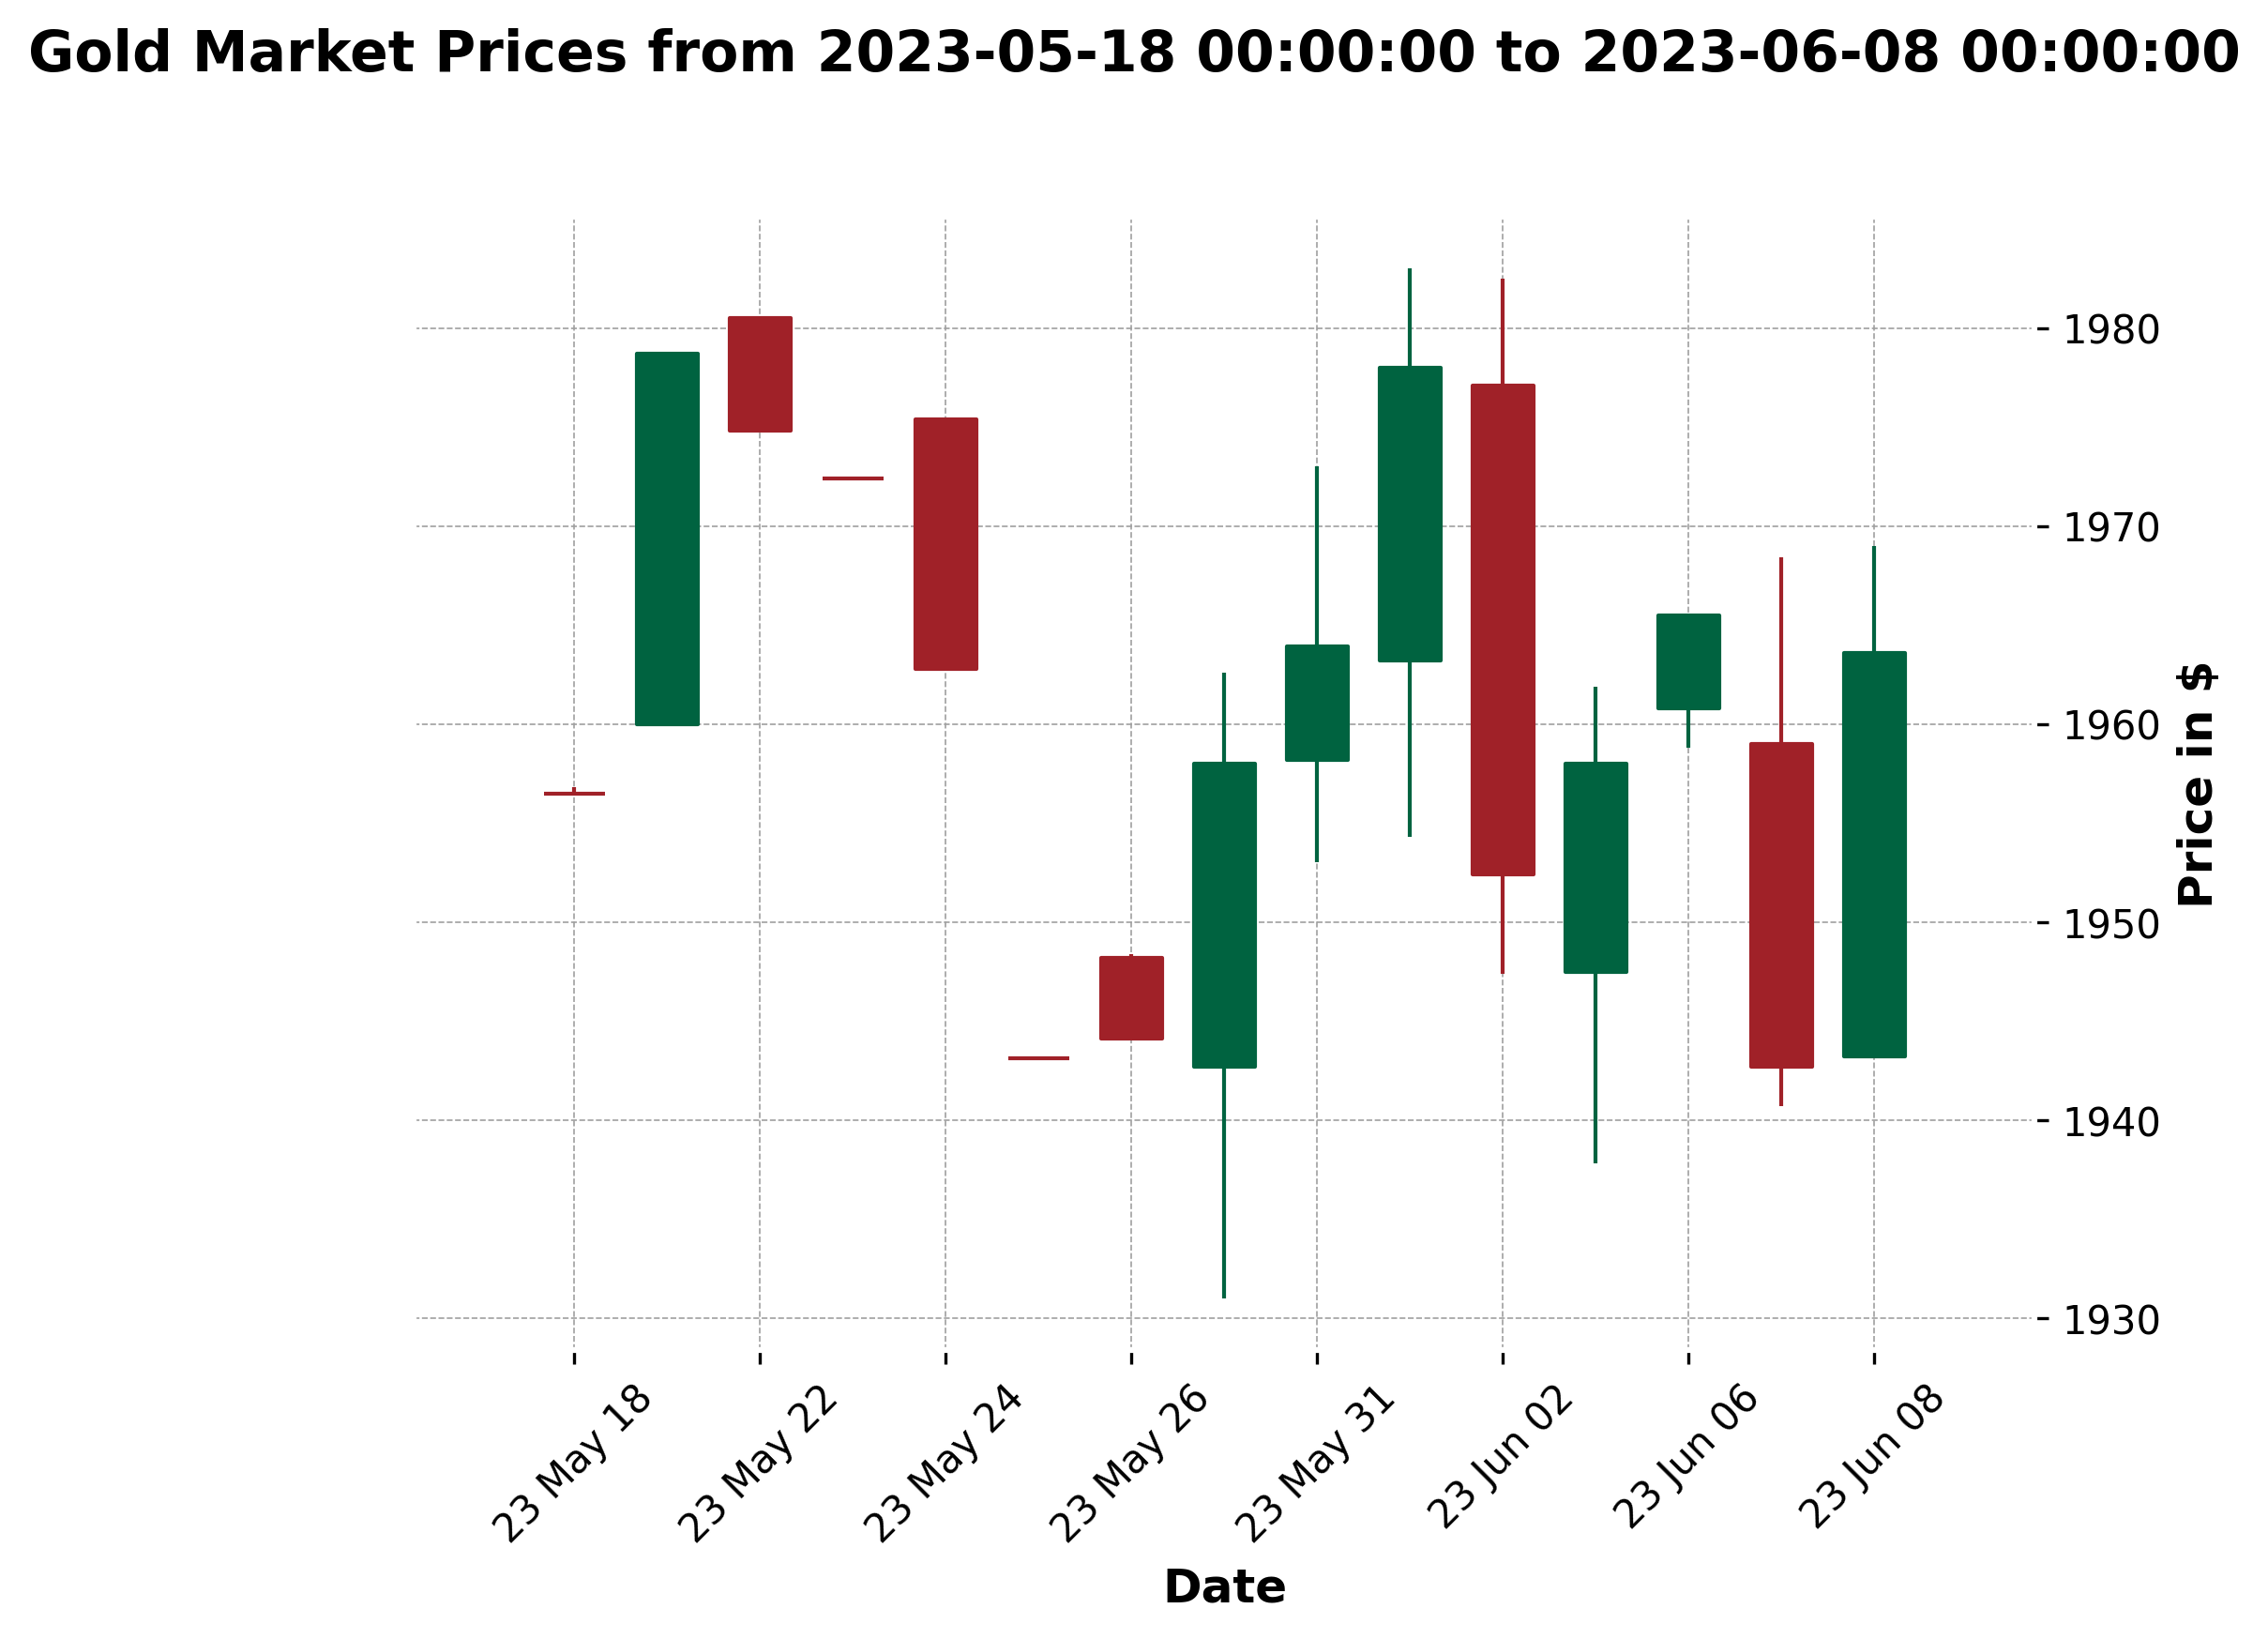 Gold Market Prices from 2023-05-18 00:00:00 to 2023-06-08 00:00:00
1980
1970
1960
1950
1940
1930
Price in $
23 May 18
23 May 22
23 May 24
23 May 26
23 May 31
23 Jun 02
23 Jun 06
23 Jun 08
Date